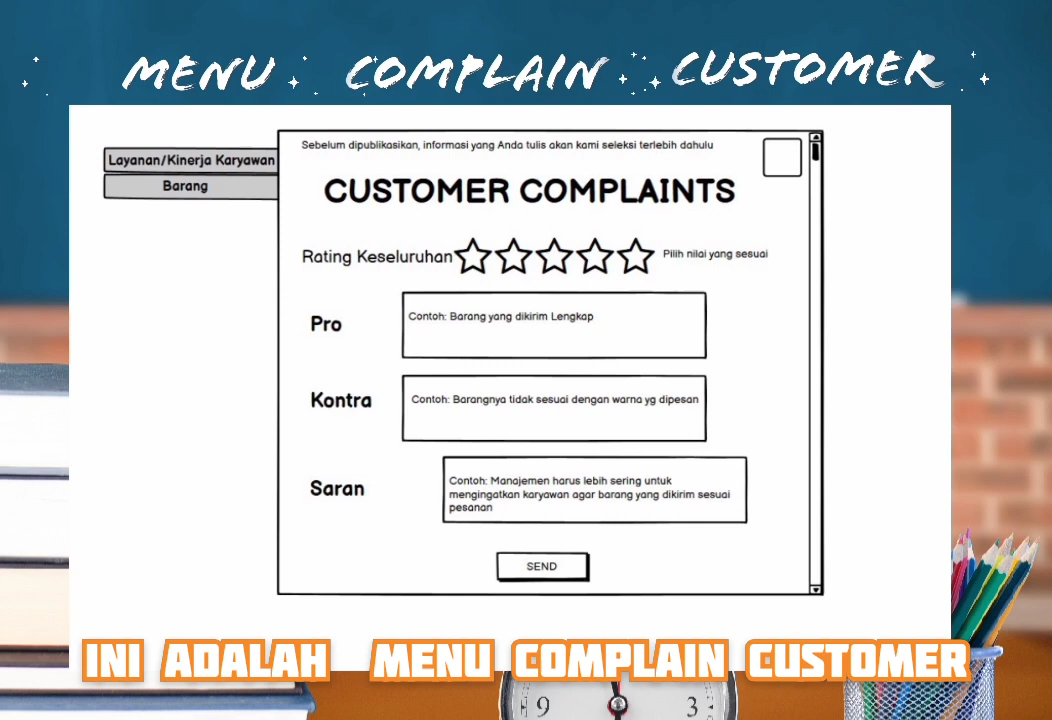 MENU COMPLAIN CUSTOMER
Sebelum dipublikasikan, informasi yang Anda tulis akan kami seleksi terlebih dahulu
Layanan/Kinerja Karyawan
Barang
CUSTOMER COMPLAINTS
Rating Keseluruhan
Pilih nilai yang sesuai
Pro
Contoh: Barang yang dikirim Lengkap
Kontra
Contoh: Barangnya tidak sesuai dengan warna yg dipesan
Saran
Contoh: Manajemen harus lebih sering untuk
mengingatkan karyawan agar barang yang dikirim sesuai
pesanan
SEND
INI ADALAH MENU COMPLAIN CUSTOMER
9 3